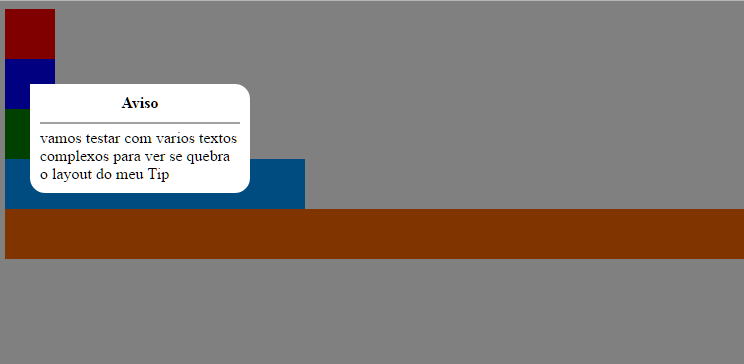 Aviso
vamos testar com varios textos
complexos para ver se quebra
o layout do meu Tip